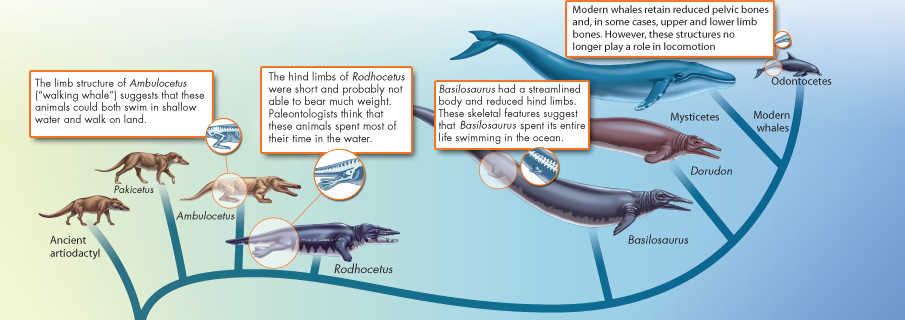 Modern whales retain reduced pelvic bones
and, in some cases, upper and lower limb
bones. However, these structures no
longer play a role in locomotion
The limb structure of Ambulocetus
("walking whale") suggests that these
animals could both swim in shallow
water and walk on land.
The hind limbs of Rodhocetus
were short and probably not
able to bear much weight.
Paleontologists think that
these animals spent most of
their time in the water.
Basilosaurus had a streamlined
body and reduced hind limbs.
These skeletal features suggest
that Basilosaurus spent its entire
life swimming in the ocean.
Odontocetes
Mysticetes
Modern
whales
Dorudon
Pakicetus
Ambulocetus
Ancient
artiodactyl
Rodhocetus
Basilosaurus